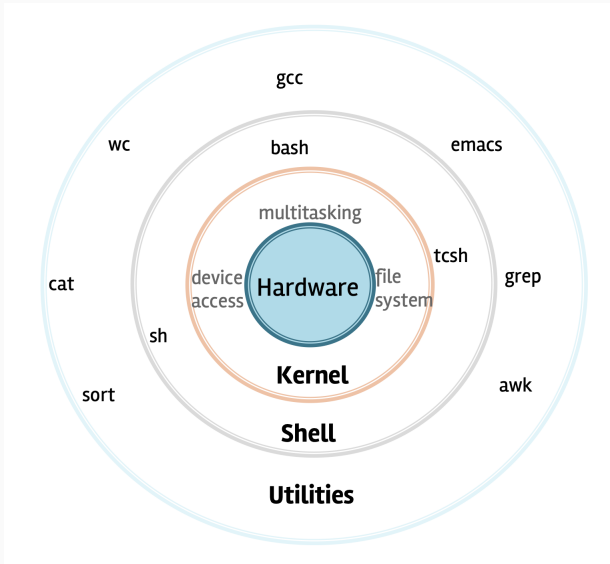 gcc
wc
bash
emacs
multitasking
tcsh
device
access
Hardware
file
system
cat
grep
sh
Kernel
sort
awk
Shell
Utilities